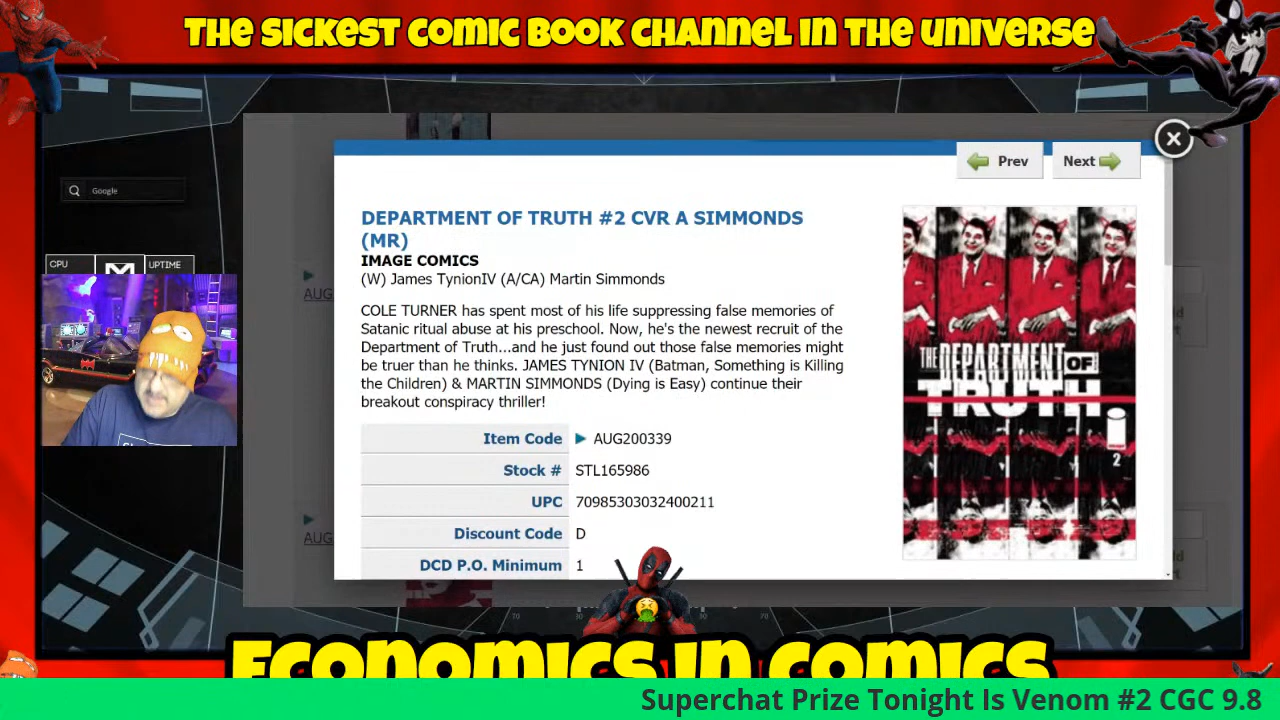 THE SICKEST COMIC BOOK CHANNEL IN THE UNIVERSE
Google
CPU
UPTIME
Prev
Next
DEPARTMENT OF TRUTH #2 CVR A SIMMONDS
(MR)
IMAGE COMICS
(W) James TynionIV (A/CA) Martin Simmonds
COLE TURNER has spent most of his life suppressing false memories of
Satanic ritual abuse at his preschool. Now, he's the newest recruit of the
Department of Truth...and he just found out those false memories might
be truer than he thinks. JAMES TYNION IV (Batman, Something is Killing
the Children) & MARTIN SIMMONDS (Dying is Easy) continue their
breakout conspiracy thriller!
Item Code AUG200339
Stock # STL165986
UPC 70985303032400211
Discount Code D
DCD P.O. Minimum 1
AUG
AUG
THE DEPARTMENT OF
TRUTH
2
ECONOMICS IN COMICS
Superchat Prize Tonight Is Venom #2 CGC 9.8